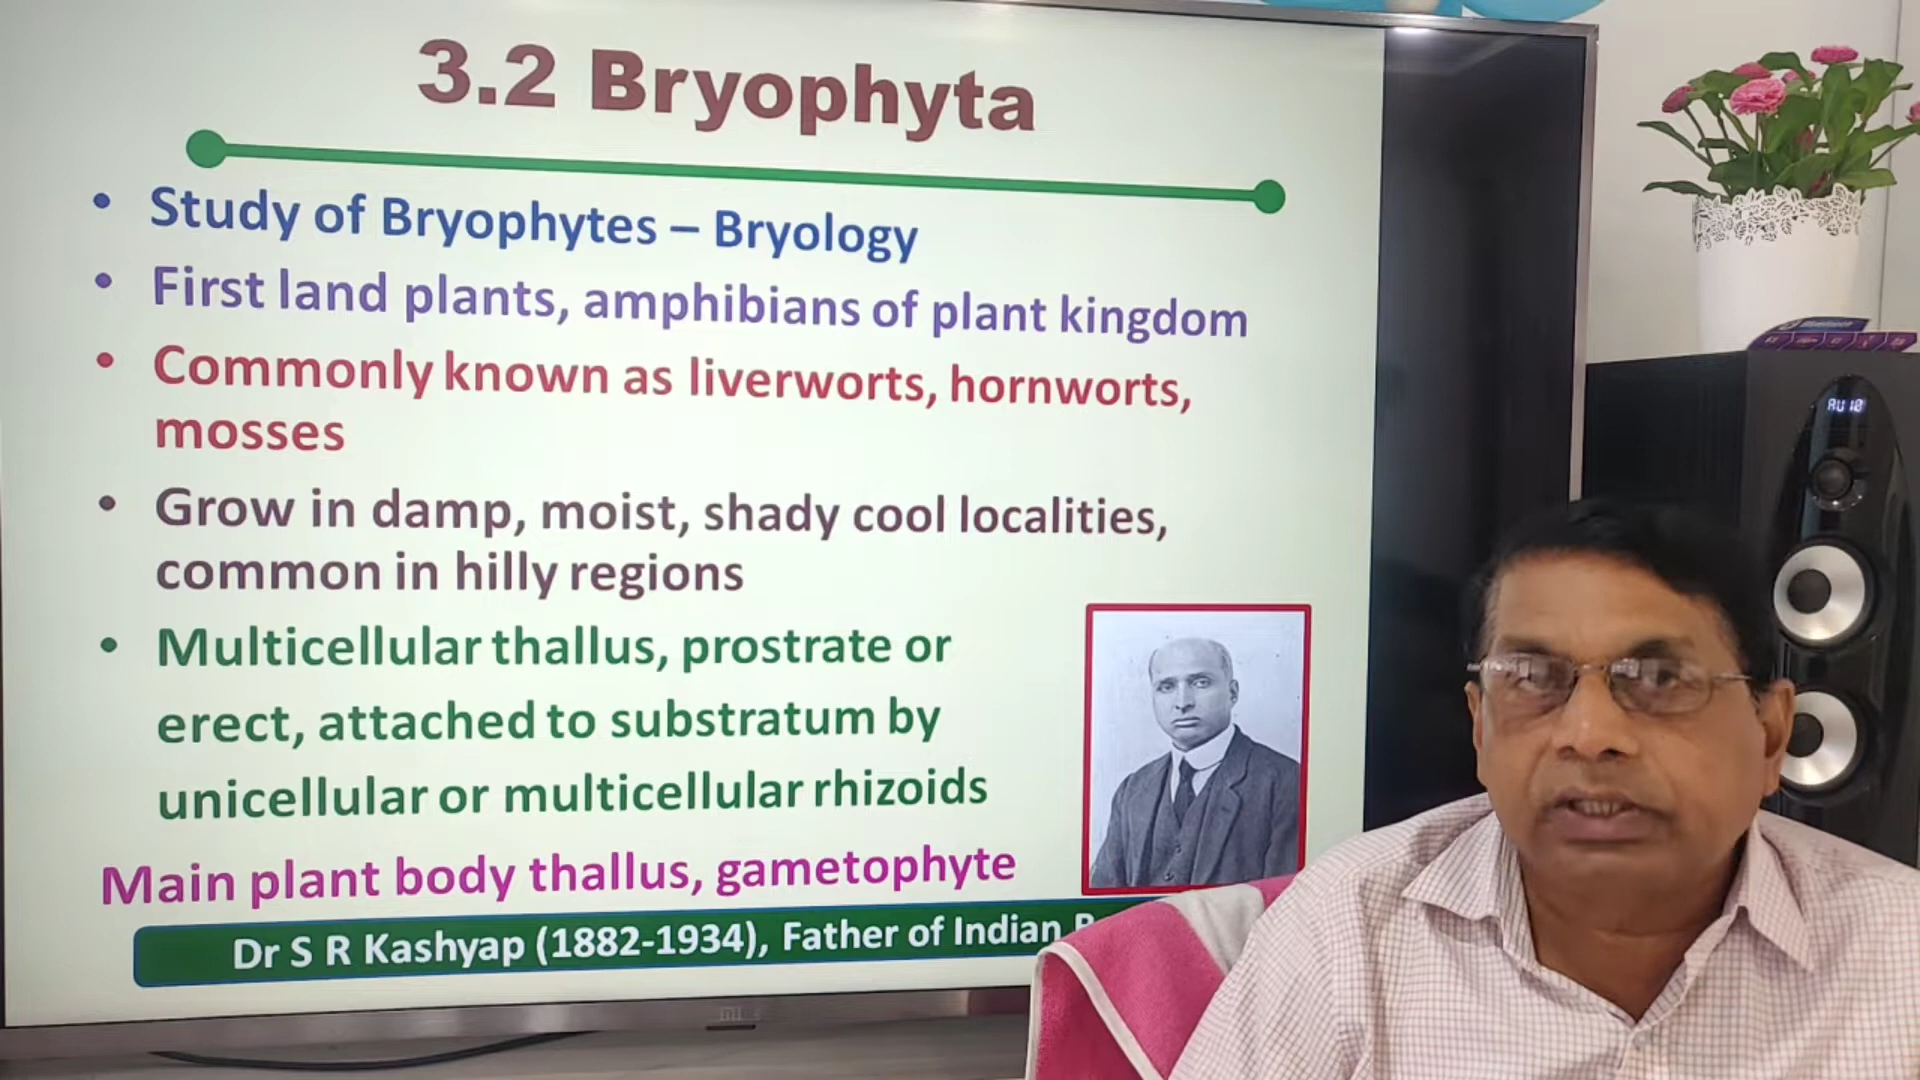 3.2 Bryophyta
• Study of Bryophytes – Bryology
• First land plants, amphibians of plant kingdom
• Commonly known as liverworts, hornworts,
mosses
• Grow in damp, moist, shady cool localities,
common in hilly regions
• Multicellular thallus, prostrate or
erect, attached to substratum by
unicellular or multicellular rhizoids
Main plant body thallus, gametophyte
Dr S R Kashyap (1882-1934), Father of Indian